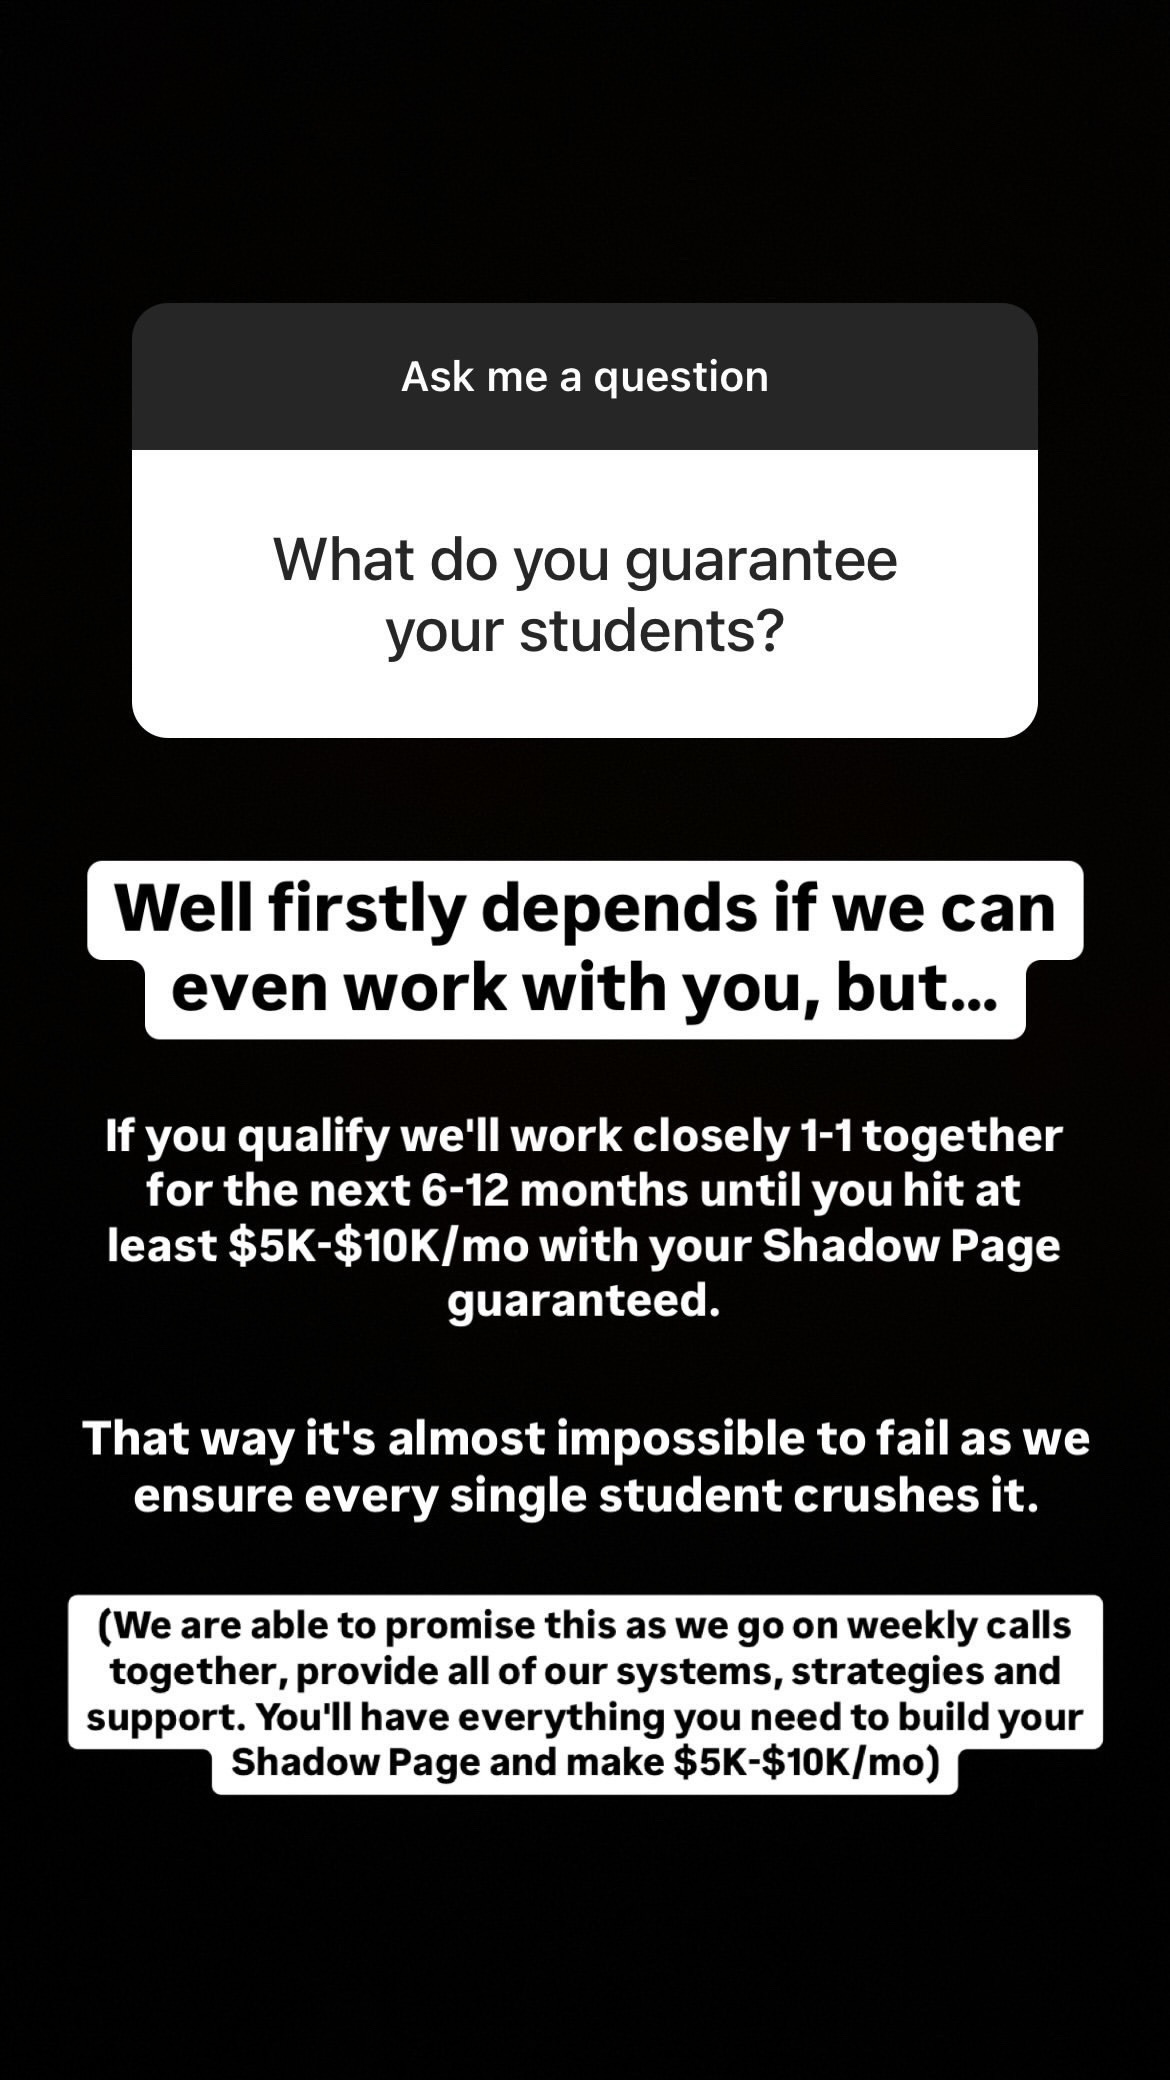 Ask me a question
What do you guarantee
your students?
Well firstly depends if we can
even work with you, but...
If you qualify we'll work closely 1-1 together
for the next 6-12 months until you hit at
least $5K-$10K/mo with your Shadow Page
guaranteed.
That way it's almost impossible to fail as we
ensure every single student crushes it.
(We are able to promise this as we go on weekly calls
together, provide all of our systems, strategies and
support. You'll have everything you need to build your
Shadow Page and make $5K-$10K/mo)